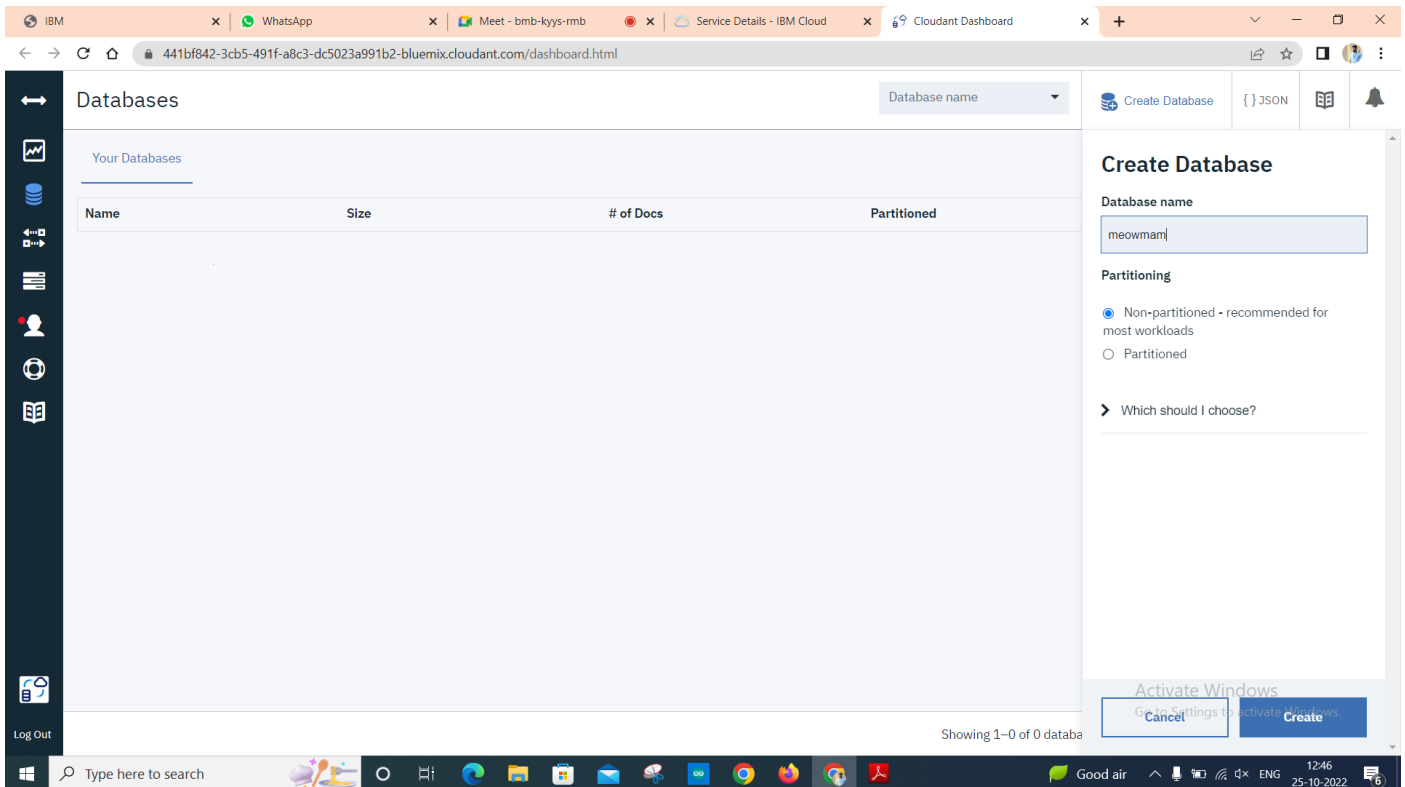 IBM
WhatsApp
Meet - bmb-kyys-rmb
Service Details - IBM Cloud
Cloudant Dashboard
441bf842-3cb5-491f-a8c3-dc5023a991b2-bluemix.cloudant.com/dashboard.html
Databases
Database name
Create Database
{ } JSON
Your Databases
Name Size # of Docs Partitioned
Create Database
Database name
meowmam
Partitioning
Non-partitioned - recommended for
most workloads
Partitioned
Which should I choose?
Activate Windows
Go to Settings to activate Windows.
Cancel
Create
Showing 1–0 of 0 databa
Log Out
Type here to search
Good air
ENG
12:46
25-10-2022
6